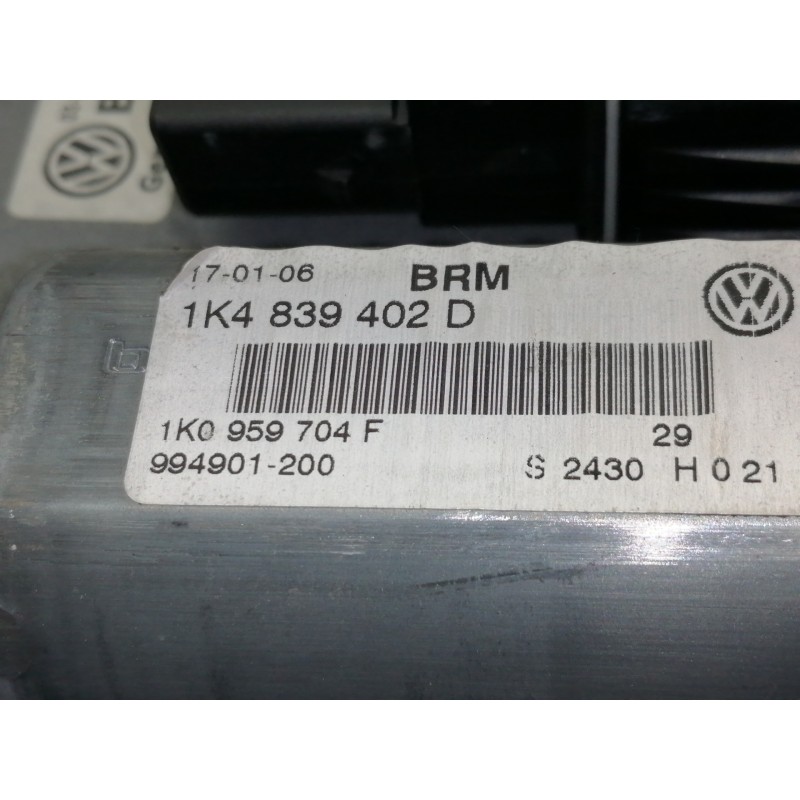 17-01-06 BRM
1K4 839 402 D
1K0 959 704 F 29
994901-200 S 2430 H 0 21